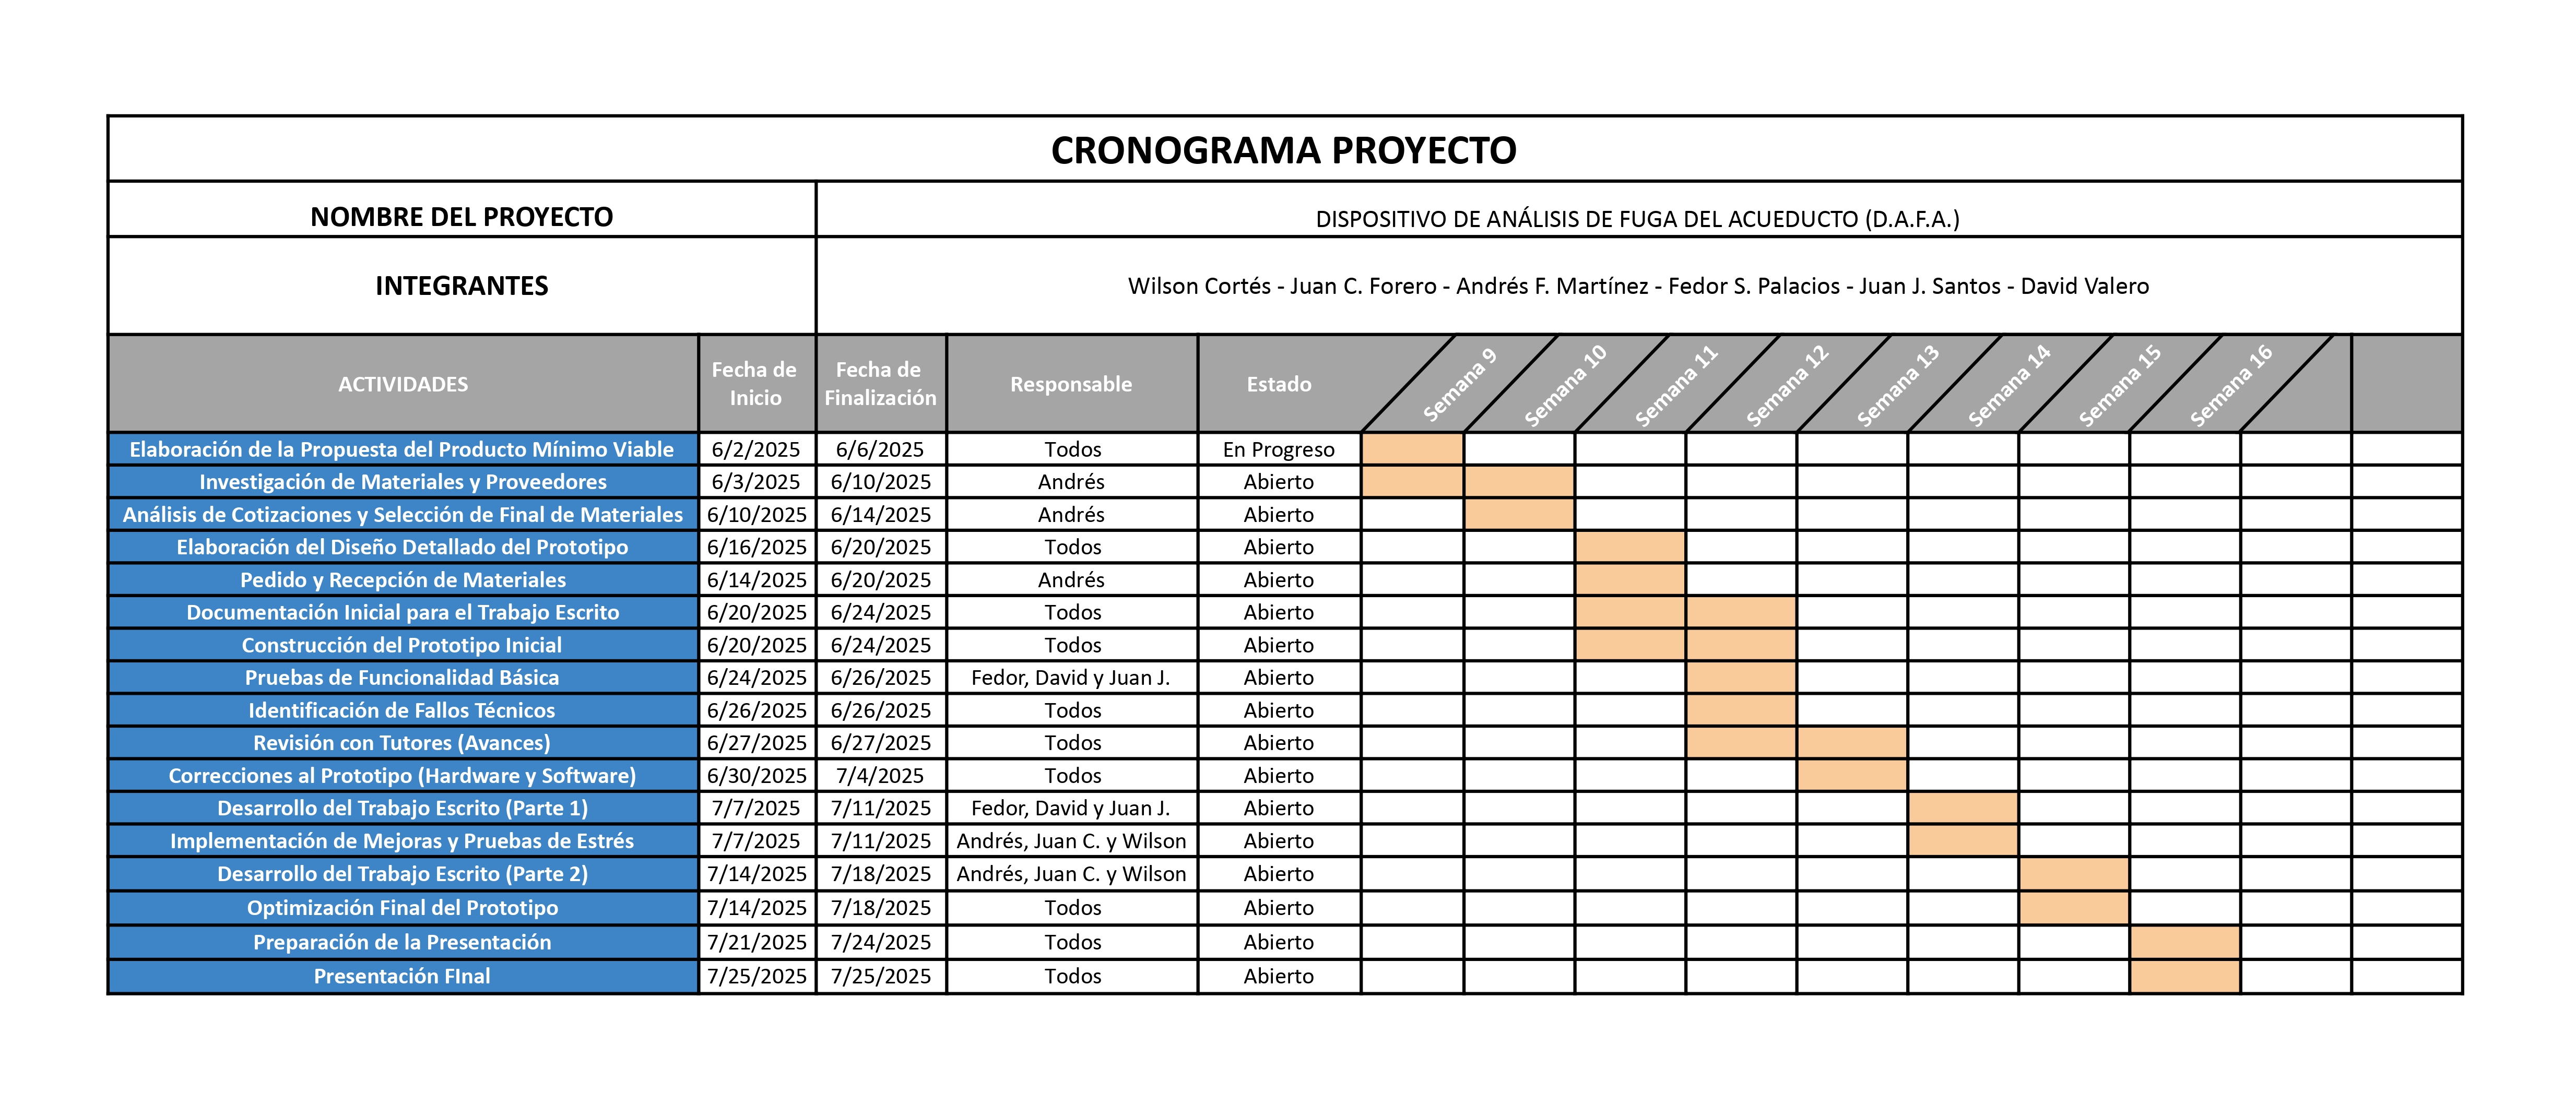 CRONOGRAMA PROYECTO
NOMBRE DEL PROYECTO DISPOSITIVO DE ANÁLISIS DE FUGA DEL ACUEDUCTO (D.A.F.A.)
INTEGRANTES Wilson Cortés - Juan C. Forero - Andrés F. Martínez - Fedor S. Palacios - Juan J. Santos - David Valero
ACTIVIDADES Fecha de Inicio Fecha de Finalización Responsable Estado Semana 9 Semana 10 Semana 11 Semana 12 Semana 13 Semana 14 Semana 15 Semana 16
Elaboración de la Propuesta del Producto Mínimo Viable 6/2/2025 6/6/2025 Todos En Progreso
Investigación de Materiales y Proveedores 6/3/2025 6/10/2025 Andrés Abierto
Análisis de Cotizaciones y Selección de Final de Materiales 6/10/2025 6/14/2025 Andrés Abierto
Elaboración del Diseño Detallado del Prototipo 6/16/2025 6/20/2025 Todos Abierto
Pedido y Recepción de Materiales 6/14/2025 6/20/2025 Andrés Abierto
Documentación Inicial para el Trabajo Escrito 6/20/2025 6/24/2025 Todos Abierto
Construcción del Prototipo Inicial 6/20/2025 6/24/2025 Todos Abierto
Pruebas de Funcionalidad Básica 6/24/2025 6/26/2025 Fedor, David y Juan J. Abierto
Identificación de Fallos Técnicos 6/26/2025 6/26/2025 Todos Abierto
Revisión con Tutores (Avances) 6/27/2025 6/27/2025 Todos Abierto
Correcciones al Prototipo (Hardware y Software) 6/30/2025 7/4/2025 Todos Abierto
Desarrollo del Trabajo Escrito (Parte 1) 7/7/2025 7/11/2025 Fedor, David y Juan J. Abierto
Implementación de Mejoras y Pruebas de Estrés 7/7/2025 7/11/2025 Andrés, Juan C. y Wilson Abierto
Desarrollo del Trabajo Escrito (Parte 2) 7/14/2025 7/18/2025 Andrés, Juan C. y Wilson Abierto
Optimización Final del Prototipo 7/14/2025 7/18/2025 Todos Abierto
Preparación de la Presentación 7/21/2025 7/24/2025 Todos Abierto
Presentación FInal 7/25/2025 7/25/2025 Todos Abierto